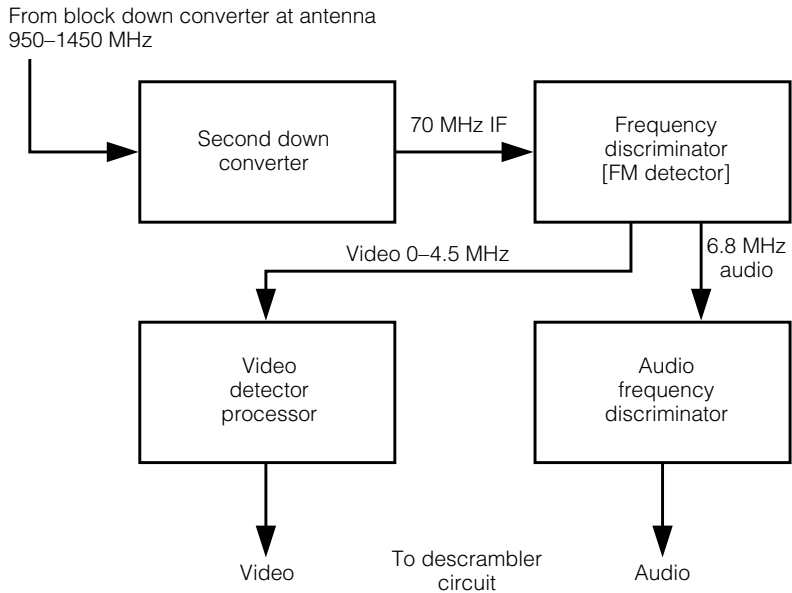 From block down converter at antenna
950–1450 MHz
Second down
converter
70 MHz IF
Frequency
discriminator
[FM detector]
Video 0–4.5 MHz
6.8 MHz
audio
Video
detector
processor
Audio
frequency
discriminator
Video
To descrambler
circuit
Audio